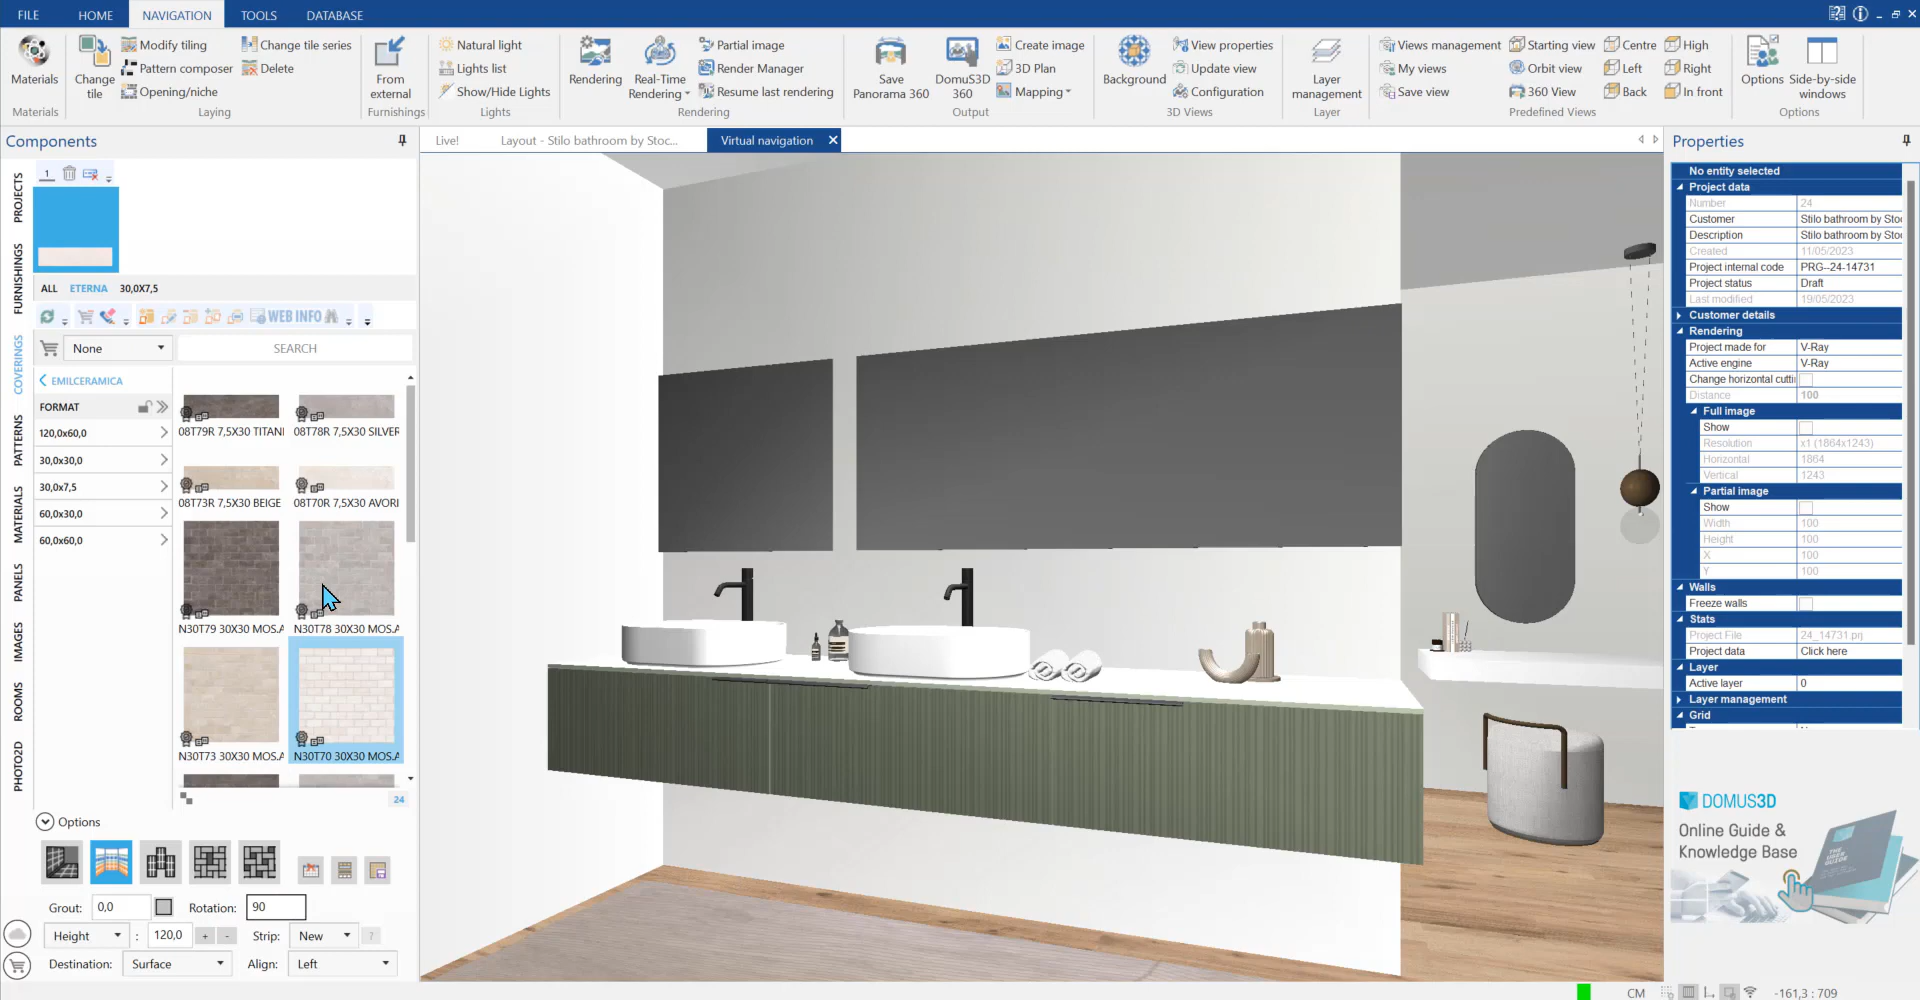 FILE HOME NAVIGATION TOOLS DATABASE
Materials
Materials
Change tile
Modify tiling
Pattern composer
Opening/niche
Change tile series
Delete
Laying
From external
Furnishings
Natural light
Lights list
Show/Hide Lights
Lights
Rendering
Real-Time Rendering
Partial image
Render Manager
Resume last rendering
Rendering
Save Panorama 360
DomuS3D 360
Create image
3D Plan
Mapping
Output
Background
View properties
Update view
Configuration
3D Views
Layer management
Layer
Views management
My views
Save view
Starting view
Orbit view
360 View
Centre
Left
Back
High
Right
In front
Predefined Views
Options
Side-by-side windows
Options
Components
Live!
Layout - Stilo bathroom by Stoc...
Virtual navigation
Properties
PROJECTS
FURNISHINGS
COVERINGS
PATTERNS
MATERIALS
PANELS
IMAGES
ROOMS
PHOTO2D
1
ALL ETERNA 30,0X7,5
WEB INFO
None
SEARCH
EMILCERAMICA
FORMAT
120,0x60,0
30,0x30,0
30,0x7,5
60,0x30,0
60,0x60,0
08T79R 7,5X30 TITANI
08T78R 7,5X30 SILVER
08T73R 7,5X30 BEIGE
08T70R 7,5X30 AVORI
N30T79 30X30 MOS.A
N30T78 30X30 MOS.A
N30T73 30X30 MOS.A
N30T70 30X30 MOS.A
24
Options
Grout: 0,0
Rotation: 90
Height : 120,0 + -
Strip: New ?
Destination: Surface
Align: Left
No entity selected
Project data
Number 24
Customer Stilo bathroom by Stoc
Description Stilo bathroom by Stoc
Created 11/05/2023
Project internal code PRG--24-14731
Project status Draft
Last modified 19/05/2023
Customer details
Rendering
Project made for V-Ray
Active engine V-Ray
Change horizontal cutti
Distance 100
Full image
Show
Resolution x1 (1864x1243)
Horizontal 1864
Vertical 1243
Partial image
Show
Width 100
Height 100
X 100
Y 100
Walls
Freeze walls
Stats
Project File 24_14731.prj
Project data Click here
Layer
Active layer 0
Layer management
Grid
DOMUS3D
Online Guide &
Knowledge Base
THE
USER
GUIDE
CM
-161,3 : 709